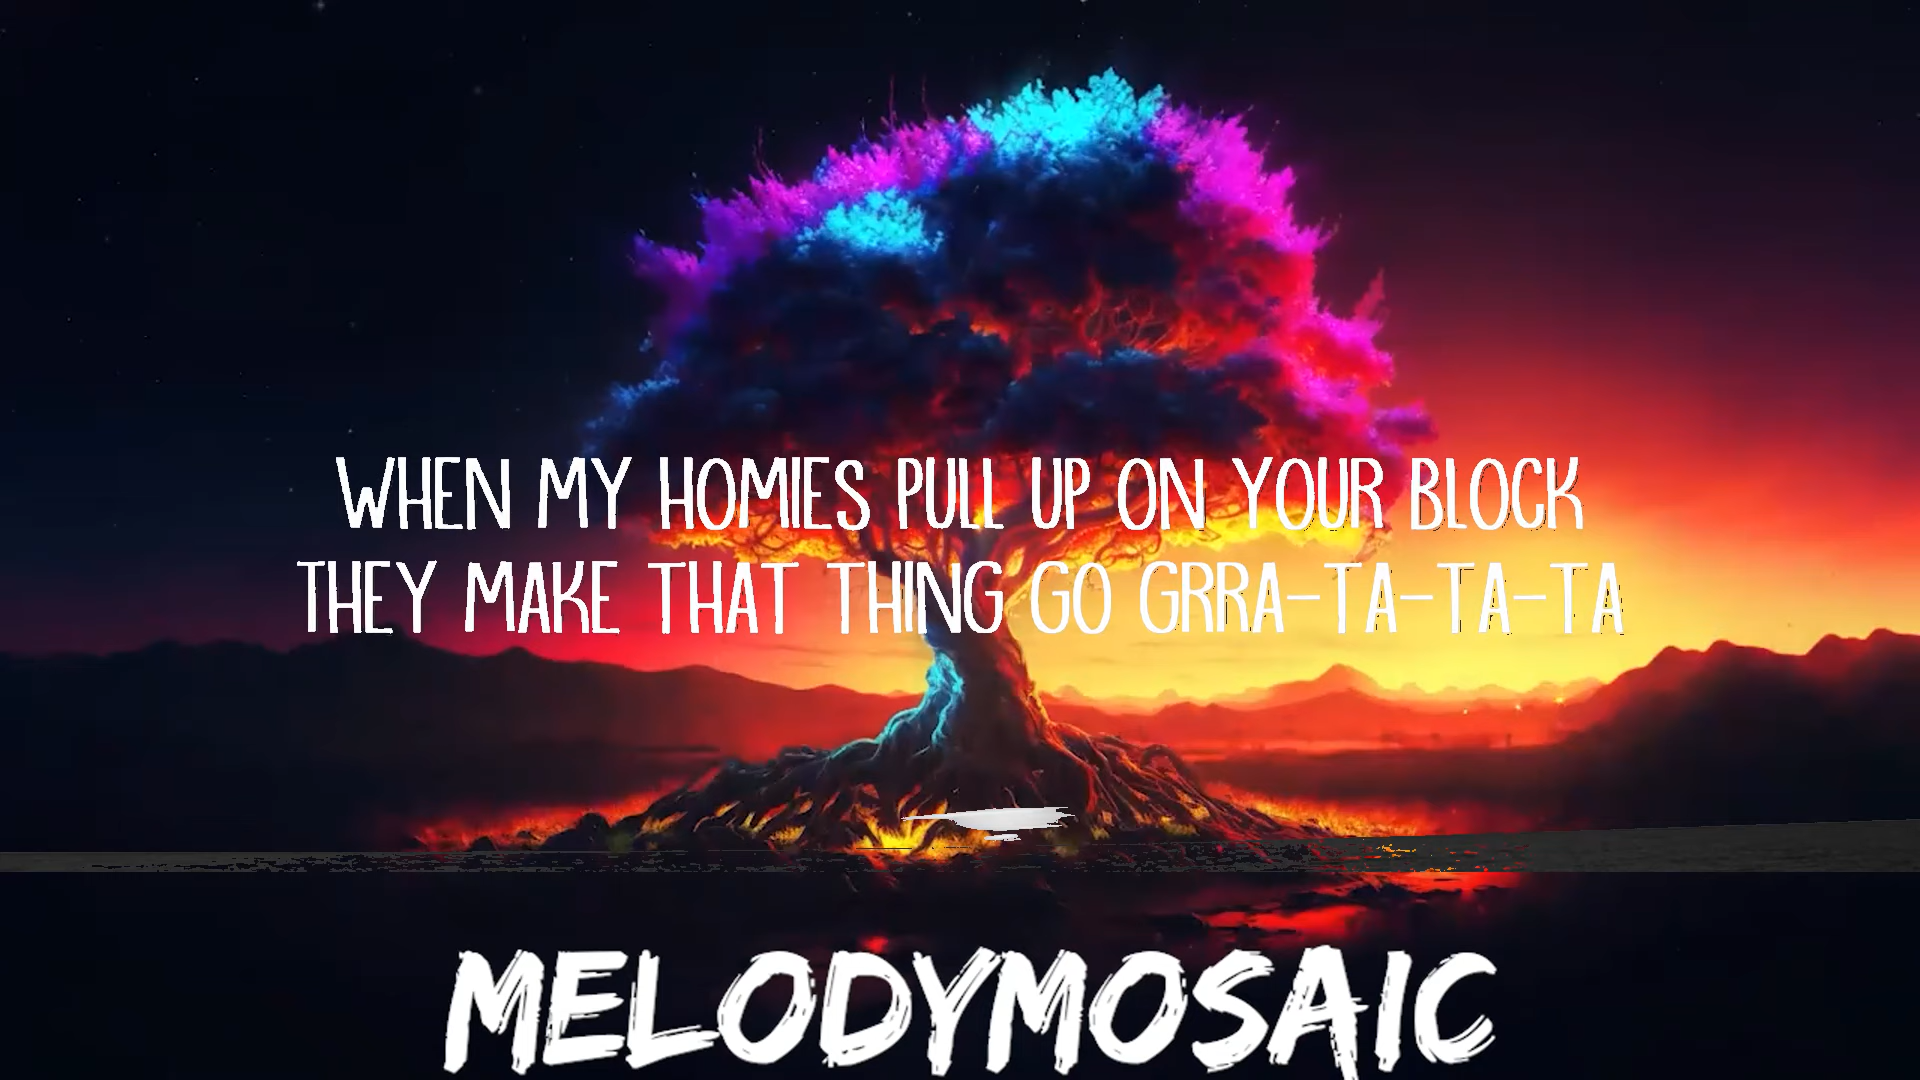 WHEN MY HOMIES PULL UP ON YOUR BLOCK
THEY MAKE THAT THING GO GRRA-TA-TA-TA
MELODYMOSAIC